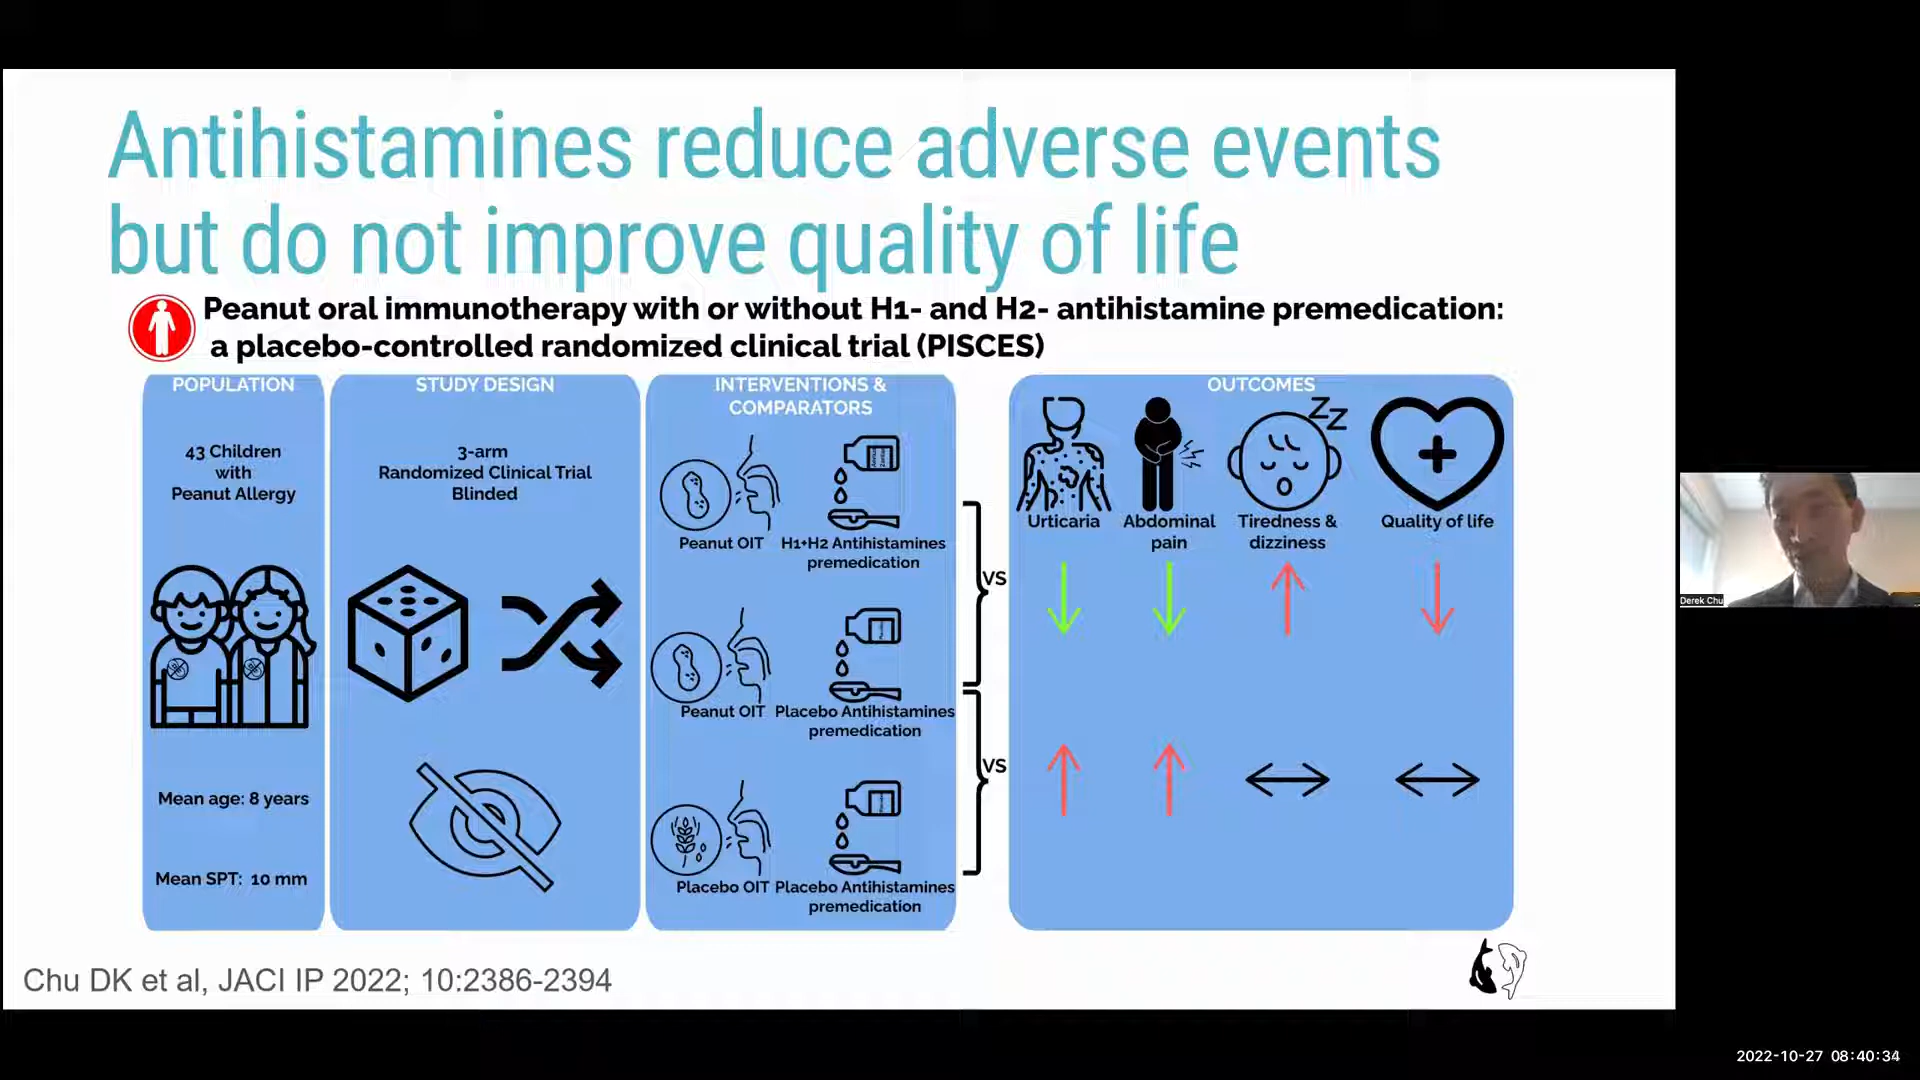 Antihistamines reduce adverse events
but do not improve quality of life
Peanut oral immunotherapy with or without H1- and H2- antihistamine premedication:
a placebo-controlled randomized clinical trial (PISCES)
POPULATION
43 Children
with
Peanut Allergy
Mean age: 8 years
Mean SPT: 10 mm
STUDY DESIGN
3-arm
Randomized Clinical Trial
Blinded
INTERVENTIONS &
COMPARATORS
Peanut OIT
H1+H2 Antihistamines
premedication
Peanut OIT
Placebo Antihistamines
premedication
Placebo OIT
Placebo Antihistamines
premedication
VS
VS
OUTCOMES
ZZ
Urticaria
Abdominal
pain
Tiredness &
dizziness
Quality of life
Chu DK et al, JACI IP 2022; 10:2386-2394
Derek Chu
2022-10-27 08:40:34